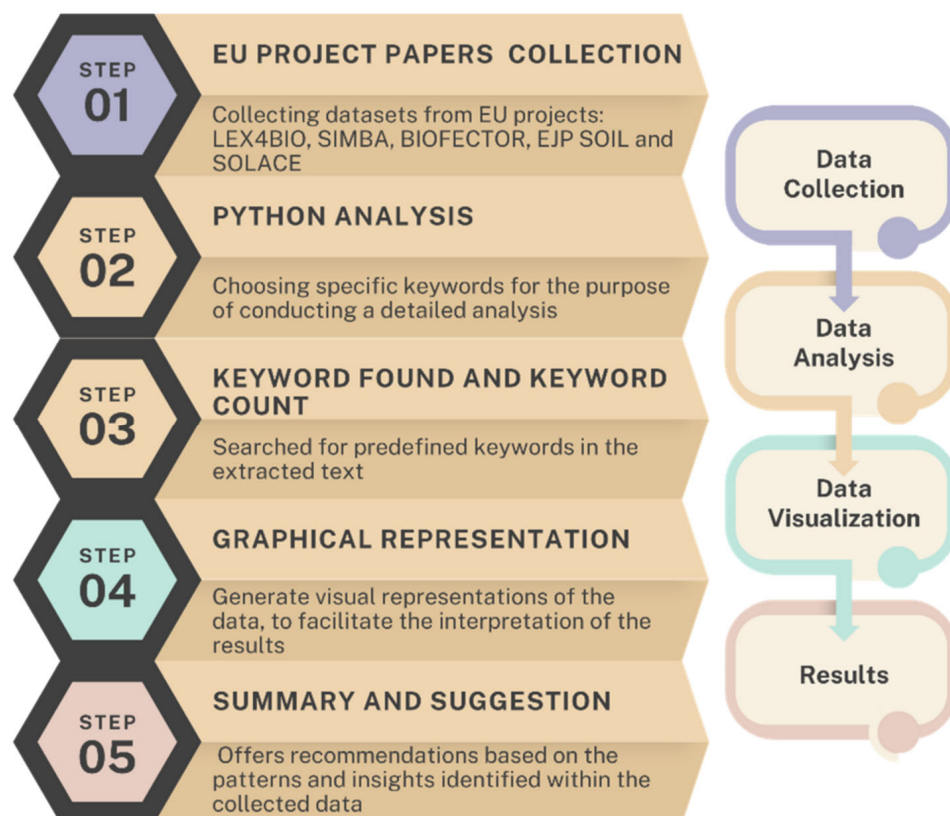 STEP
01
EU PROJECT PAPERS COLLECTION
Collecting datasets from EU projects:
LEX4BIO, SIMBA, BIOFECTOR, EJP SOIL and
SOLACE
STEP
02
PYTHON ANALYSIS
Choosing specific keywords for the purpose
of conducting a detailed analysis
STEP
03
KEYWORD FOUND AND KEYWORD
COUNT
Searched for predefined keywords in the
extracted text
STEP
04
GRAPHICAL REPRESENTATION
Generate visual representations of the
data, to facilitate the interpretation of the
results
STEP
05
SUMMARY AND SUGGESTION
Offers recommendations based on the
patterns and insights identified within the
collected data
Data
Collection
Data
Analysis
Data
Visualization
Results